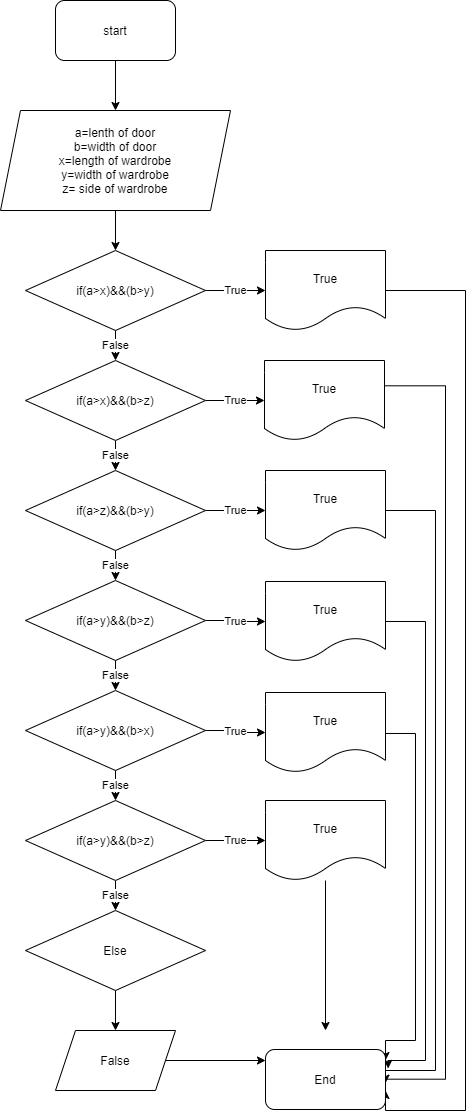 start
a=lenth of door
b=width of door
x=length of wardrobe
y=width of wardrobe
z= side of wardrobe
if(a>x)&&(b>y)
True
True
False
if(a>x)&&(b>z)
True
True
False
if(a>z)&&(b>y)
True
True
False
if(a>y)&&(b>z)
True
True
False
if(a>y)&&(b>x)
True
True
False
if(a>y)&&(b>z)
True
True
False
Else
False
End